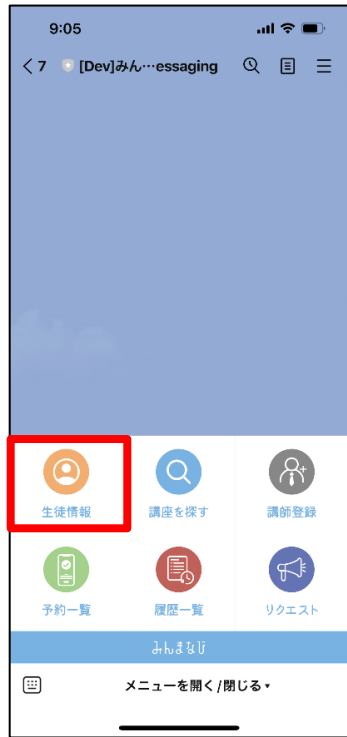 9:05
7 [Dev]みん…essaging
生徒情報 講座を探す 講師登録
予約一覧 履歴一覧 リクエスト
みんまなび
メニューを開く/閉じる